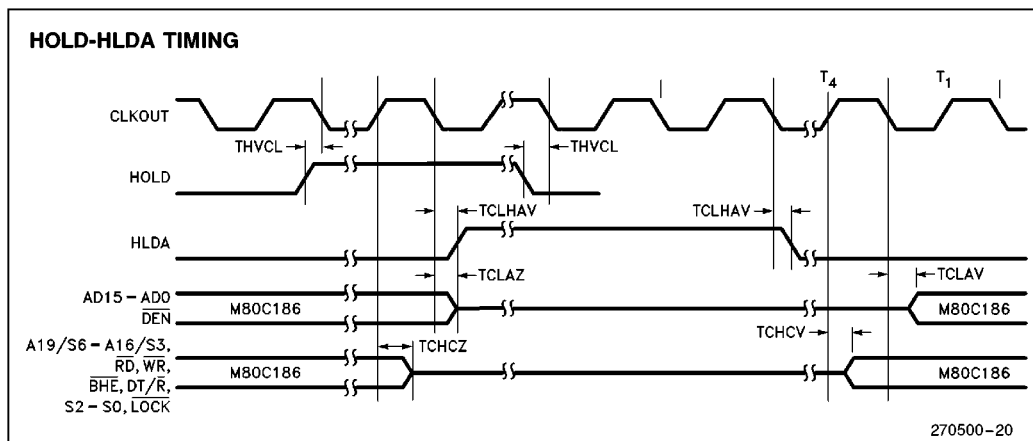 HOLD-HLDA TIMING
T4 T1
CLKOUT
THVCL THVCL
HOLD
TCLHAV TCLHAV
HLDA
TCLAZ TCLAV
AD15-AD0
DEN
M80C186 M80C186
TCHCZ TCHCV
A19/S6-A16/S3,
RD, WR,
BHE, DT/R,
S2-S0, LOCK
M80C186 M80C186
270500-20